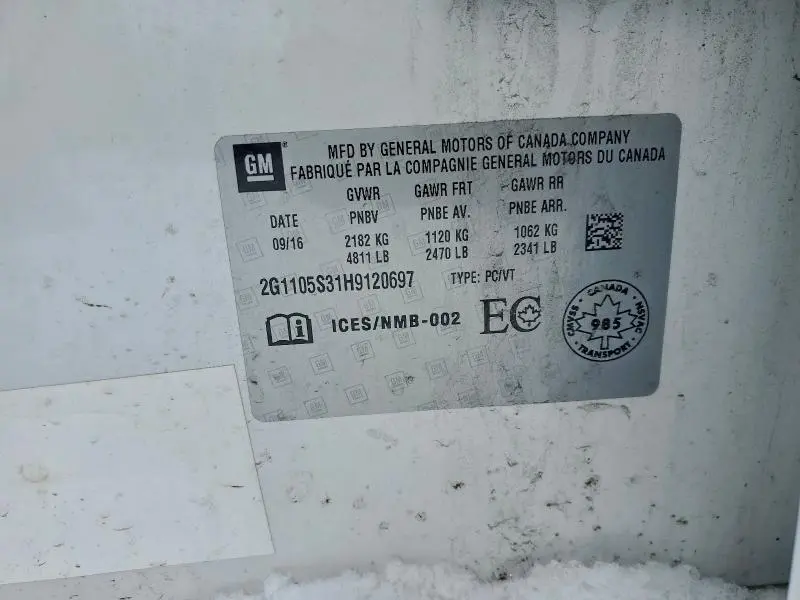 GM
MFD BY GENERAL MOTORS OF CANADA COMPANY
FABRIQUÉ PAR LA COMPAGNIE GENERAL MOTORS DU CANADA
GVWR GAWR FRT GAWR RR
DATE PNBV PNBE AV. PNBE ARR.
09/16 2182 KG 1120 KG 1062 KG
4811 LB 2470 LB 2341 LB
2G1105S31H9120697 TYPE: PC/VT
ICES/NMB-002 EC
CANADA
CMVSS 985 NSVAC
TRANSPORT